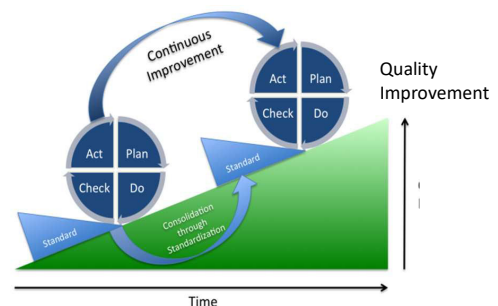 Continuous
Improvement
Act
Plan
Check
Do
Quality
Improvement
Act
Plan
Check
Do
Standard
Standard
Consolidation
through
Standardization
Time